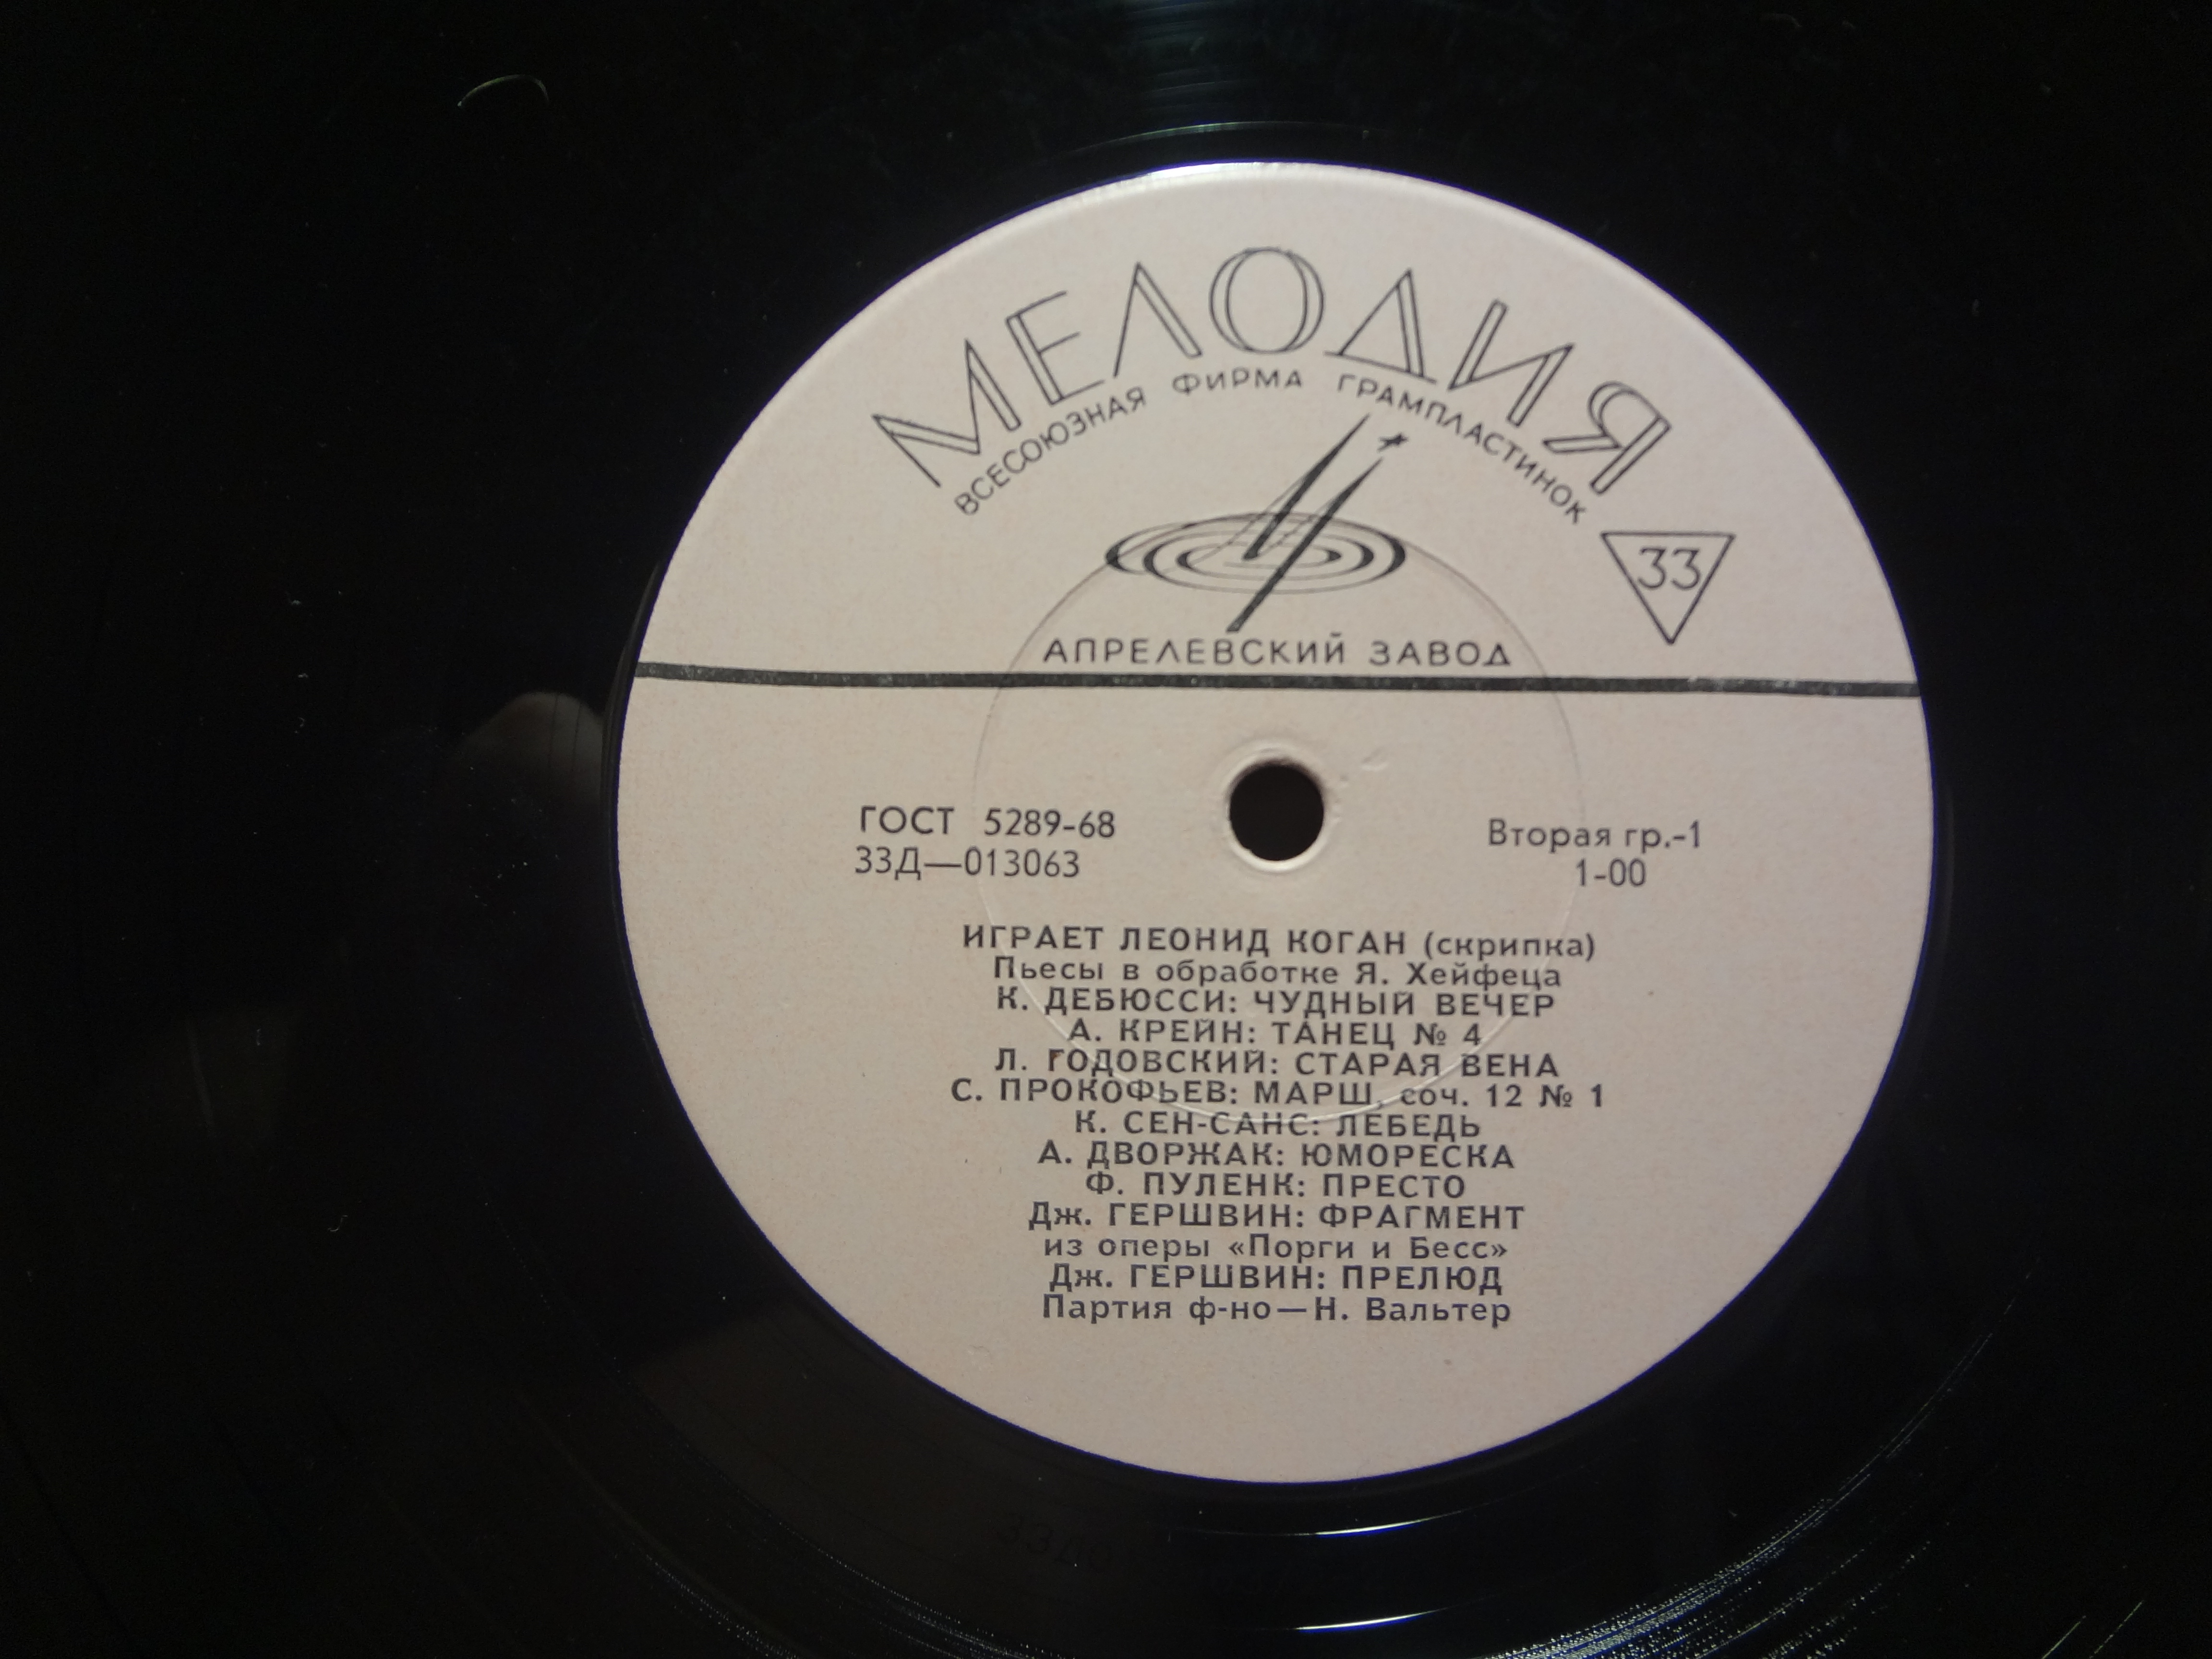 МЕЛОДИЯ
ВСЕСОЮЗНАЯ ФИРМА ГРАМПЛАСТИНОК
33
АПРЕЛЕВСКИЙ ЗАВОД
ГОСТ 5289-68
33Д—013063
Вторая гр.-1
1-00
ИГРАЕТ ЛЕОНИД КОГАН (скрипка)
Пьесы в обработке Я. Хейфеца
К. ДЕБЮССИ: ЧУДНЫЙ ВЕЧЕР
А. КРЕЙН: ТАНЕЦ № 4
Л. ГОДОВСКИЙ: СТАРАЯ ВЕНА
С. ПРОКОФЬЕВ: МАРШ, соч. 12 № 1
К. СЕН-САНС: ЛЕБЕДЬ
А. ДВОРЖАК: ЮМОРЕСКА
Ф. ПУЛЕНК: ПРЕСТО
Дж. ГЕРШВИН: ФРАГМЕНТ
из оперы «Порги и Бесс»
Дж. ГЕРШВИН: ПРЕЛЮД
Партия ф-но—Н. Вальтер